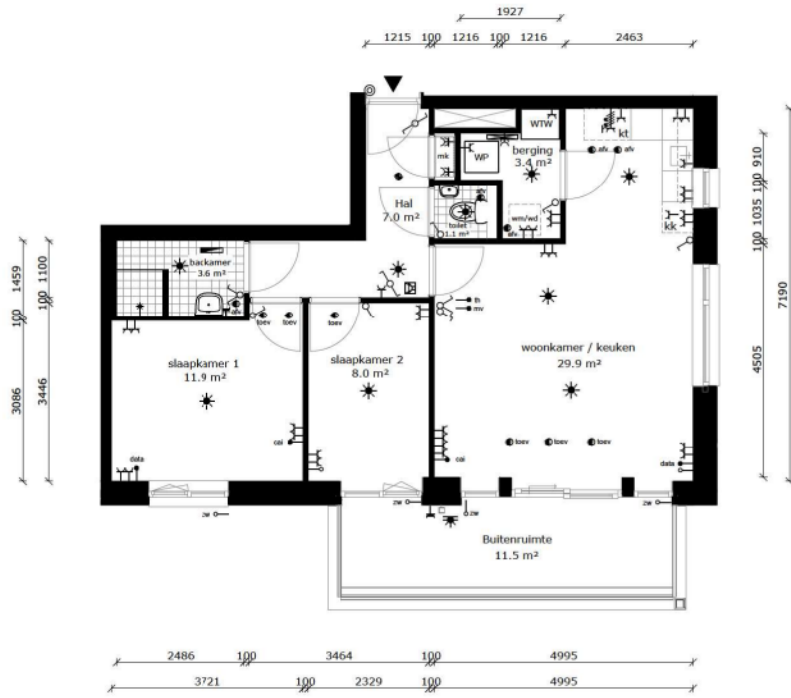 1927
1215 100 1216 100 1216 2463
WTW
kt
WP
berging
3.4 m²
mk
afv
afv
Hal
7.0 m²
toilet
1.1 m²
wm/wd
afv
kk
910
100
1035
100
4505
7190
1459
100
3086
1100
100
3446
backamer
3.6 m²
afv
toev
toev
toev
th
mv
slaapkamer 1
11.9 m²
slaapkamer 2
8.0 m²
woonkamer / keuken
29.9 m²
cai
toev
toev
toev
data
cai
data
zw
zw
zw
Buitenruimte
11.5 m²
2486 100 3464 100 4995
3721 100 2329 100 4995